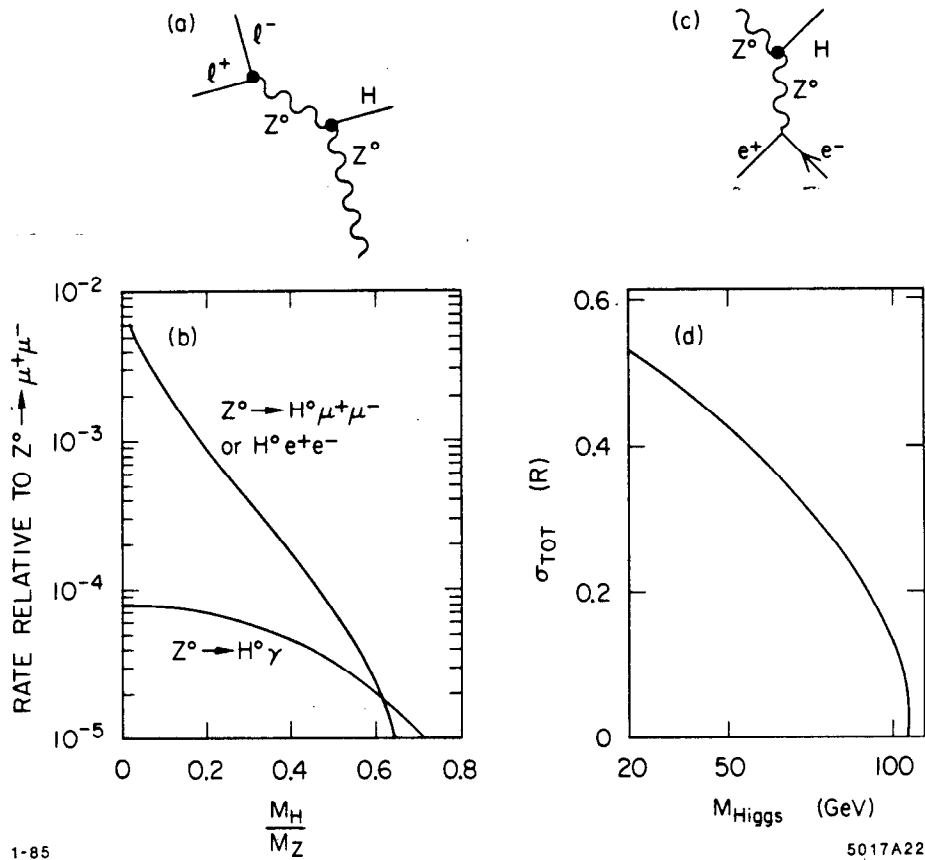 (a)
ℓ⁻
ℓ⁺
H
Z°
Z°
(c)
Z°
H
Z°
e⁺
e⁻
RATE RELATIVE TO Z° → μ⁺μ⁻
10⁻²
10⁻³
10⁻⁴
10⁻⁵
(b)
Z° → H° μ⁺μ⁻
or H° e⁺e⁻
Z° → H° γ
0 0.2 0.4 0.6 0.8
M_H
M_Z
σ_TOT (R)
0.6
0.4
0.2
0
(d)
20 50 100
M_Higgs (GeV)
1-85
5017A22